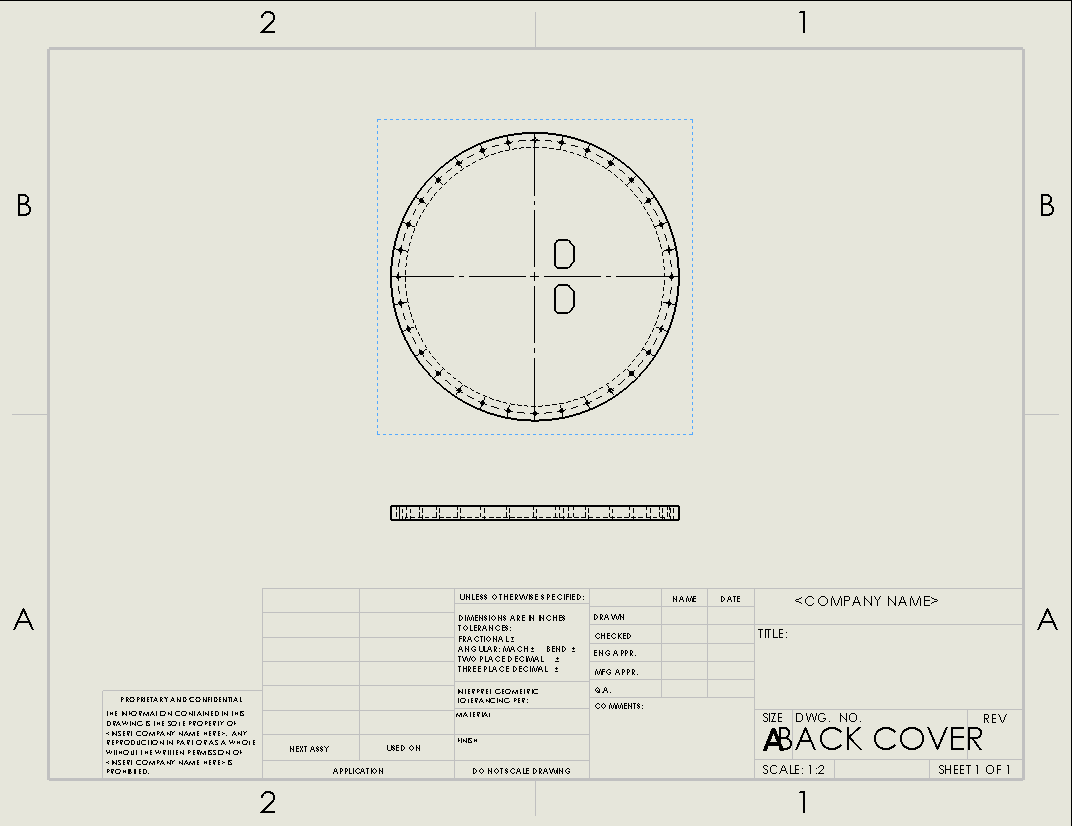 2 1
B B
A A
UNLESS OTHERWISE SPECIFIED:
DIMENSIONS ARE IN INCHES
TOLERANCES:
FRACTIONAL ±
ANGULAR: MACH ± BEND ±
TWO PLACE DECIMAL ±
THREE PLACE DECIMAL ±
INTERPRET GEOMETRIC
TOLERANCING PER:
MATERIAL
FINISH
DO NOT SCALE DRAWING
NAME DATE
DRAWN
CHECKED
ENG APPR.
MFG APPR.
Q.A.
COMMENTS:
<COMPANY NAME>
TITLE:
SIZE DWG. NO. REV
A BACK COVER
SCALE: 1:2 SHEET 1 OF 1
PROPRIETARY AND CONFIDENTIAL
THE INFORMATION CONTAINED IN THIS
DRAWING IS THE SOLE PROPERTY OF
<INSERT COMPANY NAME HERE>. ANY
REPRODUCTION IN PART OR AS A WHOLE
WITHOUT THE WRITTEN PERMISSION OF
<INSERT COMPANY NAME HERE> IS
PROHIBITED.
NEXT ASSY USED ON
APPLICATION
2 1